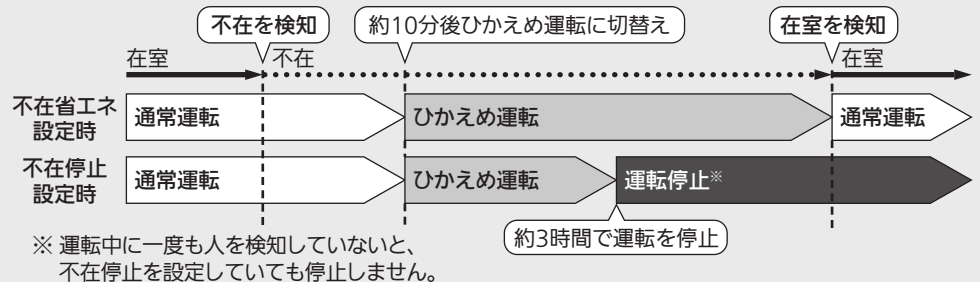 不在を検知
約10分後ひかえめ運転に切替え
在室を検知
在室
不在
在室
不在省エネ
設定時
通常運転
ひかえめ運転
通常運転
不在停止
設定時
通常運転
ひかえめ運転
運転停止※
約3時間で運転を停止
※ 運転中に一度も人を検知していないと、
不在停止を設定していても停止しません。